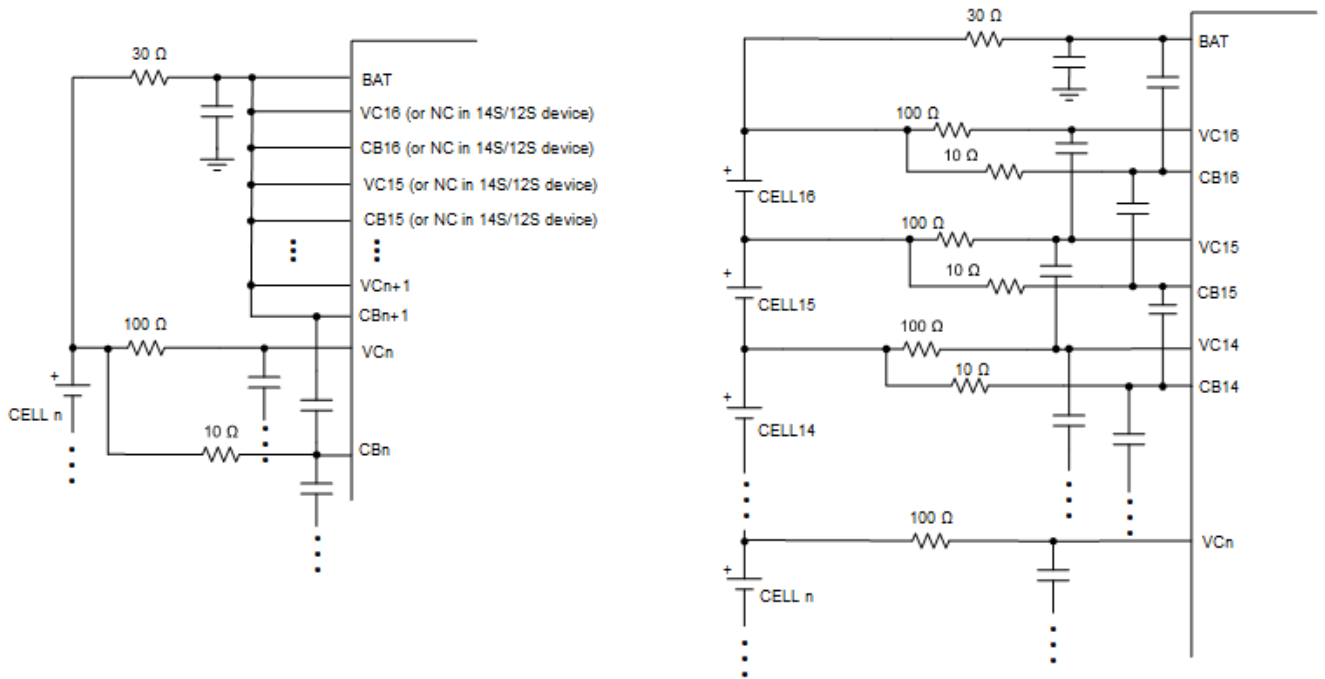 30 Ω
BAT
VC16 (or NC in 14S/12S device)
CB16 (or NC in 14S/12S device)
VC15 (or NC in 14S/12S device)
CB15 (or NC in 14S/12S device)
VCn+1
CBn+1
100 Ω
VCn
+
CELL n
10 Ω
CBn
30 Ω
BAT
100 Ω
VC16
10 Ω
CB16
+
CELL16
100 Ω
VC15
10 Ω
CB15
+
CELL15
100 Ω
VC14
10 Ω
CB14
+
CELL14
100 Ω
VCn
+
CELL n